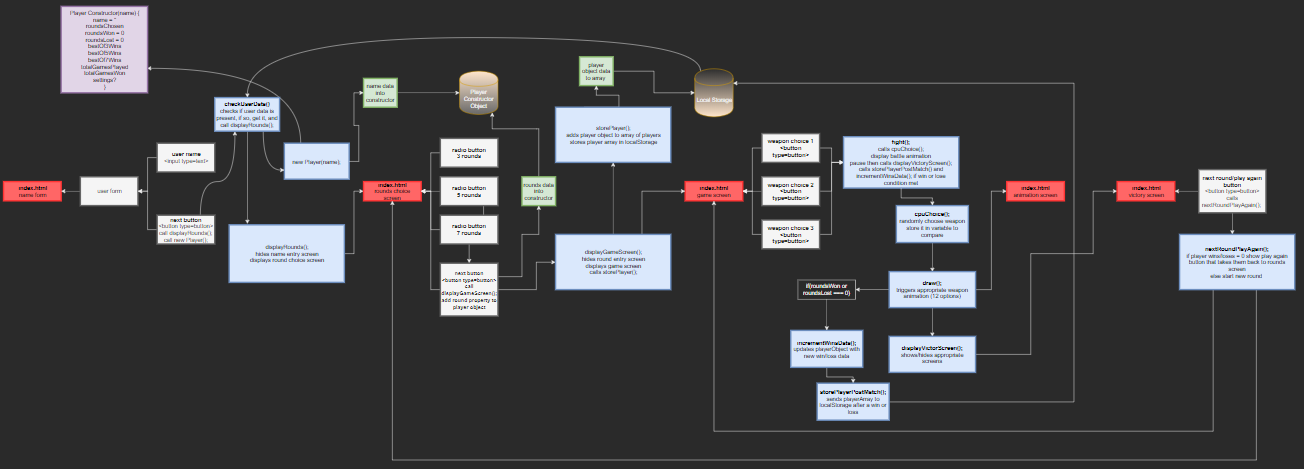 Player Constructor(name) {
name = ''
roundsChosen
roundsWon = 0
roundsLost = 0
bestOf3Wins
bestOf5Wins
bestOf7Wins
totalGamesPlayed
totalGamesWon
settings?
}
checkUserData()
checks if user data is
present, if so, get it, and
call displayRounds();
user name
<input type=text>
index.html
name form
user form
next button
<button type=button>
call displayRounds();
call new Player();
new Player(name);
displayRounds();
hides name entry screen
displays round choice screen
name data
into
constructor
Player
Constructor
Object
index.html
rounds choice
screen
radio button
3 rounds
radio button
5 rounds
radio button
7 rounds
next button
<button type=button>
call
displayGameScreen();
add round property to
player object
rounds data
into
constructor
player
object data
to array
storePlayer();
adds player object to array of players
stores player array in localStorage
displayGameScreen();
hides round entry screen
displays game screen
calls storePlayer();
Local Storage
index.html
game screen
weapon choice 1
<button
type=button>
weapon choice 2
<button
type=button>
weapon choice 3
<button
type=button>
fight();
calls cpuChoice();
display battle animation
pause then calls displayVictoryScreen();
calls storePlayerPostMatch() and
incrementWinsData(); if win or lose
condition met
cpuChoice();
randomly choose weapon
store it in variable to
compare
draw();
triggers appropriate weapon
animation (12 options)
if(roundsWon or
roundsLost === 0)
incrementWinsData();
updates playerObject with
new win/lose data
storePlayerPostMatch();
sends playerArray to
localStorage after a win or
loss
displayVictorScreen();
shows/hides appropriate
screens
index.html
animation screen
index.html
victory screen
next round/play again
button
<button type=button>
calls
nextRoundPlayAgain();
nextRoundPlayAgain();
if player wins/loses = 0 show play again
button that takes them back to rounds
screen
else start new round